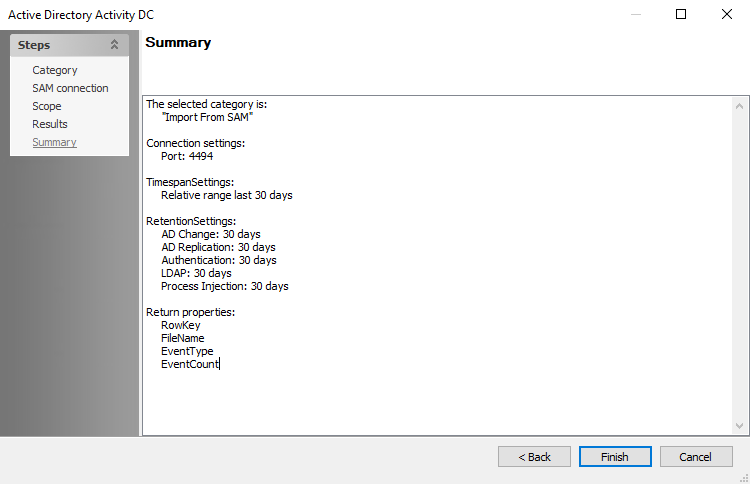 Active Directory Activity DC
Steps
Category
SAM connection
Scope
Results
Summary
Summary
The selected category is:
"Import From SAM"
Connection settings:
Port: 4494
TimespanSettings:
Relative range last 30 days
RetentionSettings:
AD Change: 30 days
AD Replication: 30 days
Authentication: 30 days
LDAP: 30 days
Process Injection: 30 days
Return properties:
RowKey
FileName
EventType
EventCount
< Back
Finish
Cancel